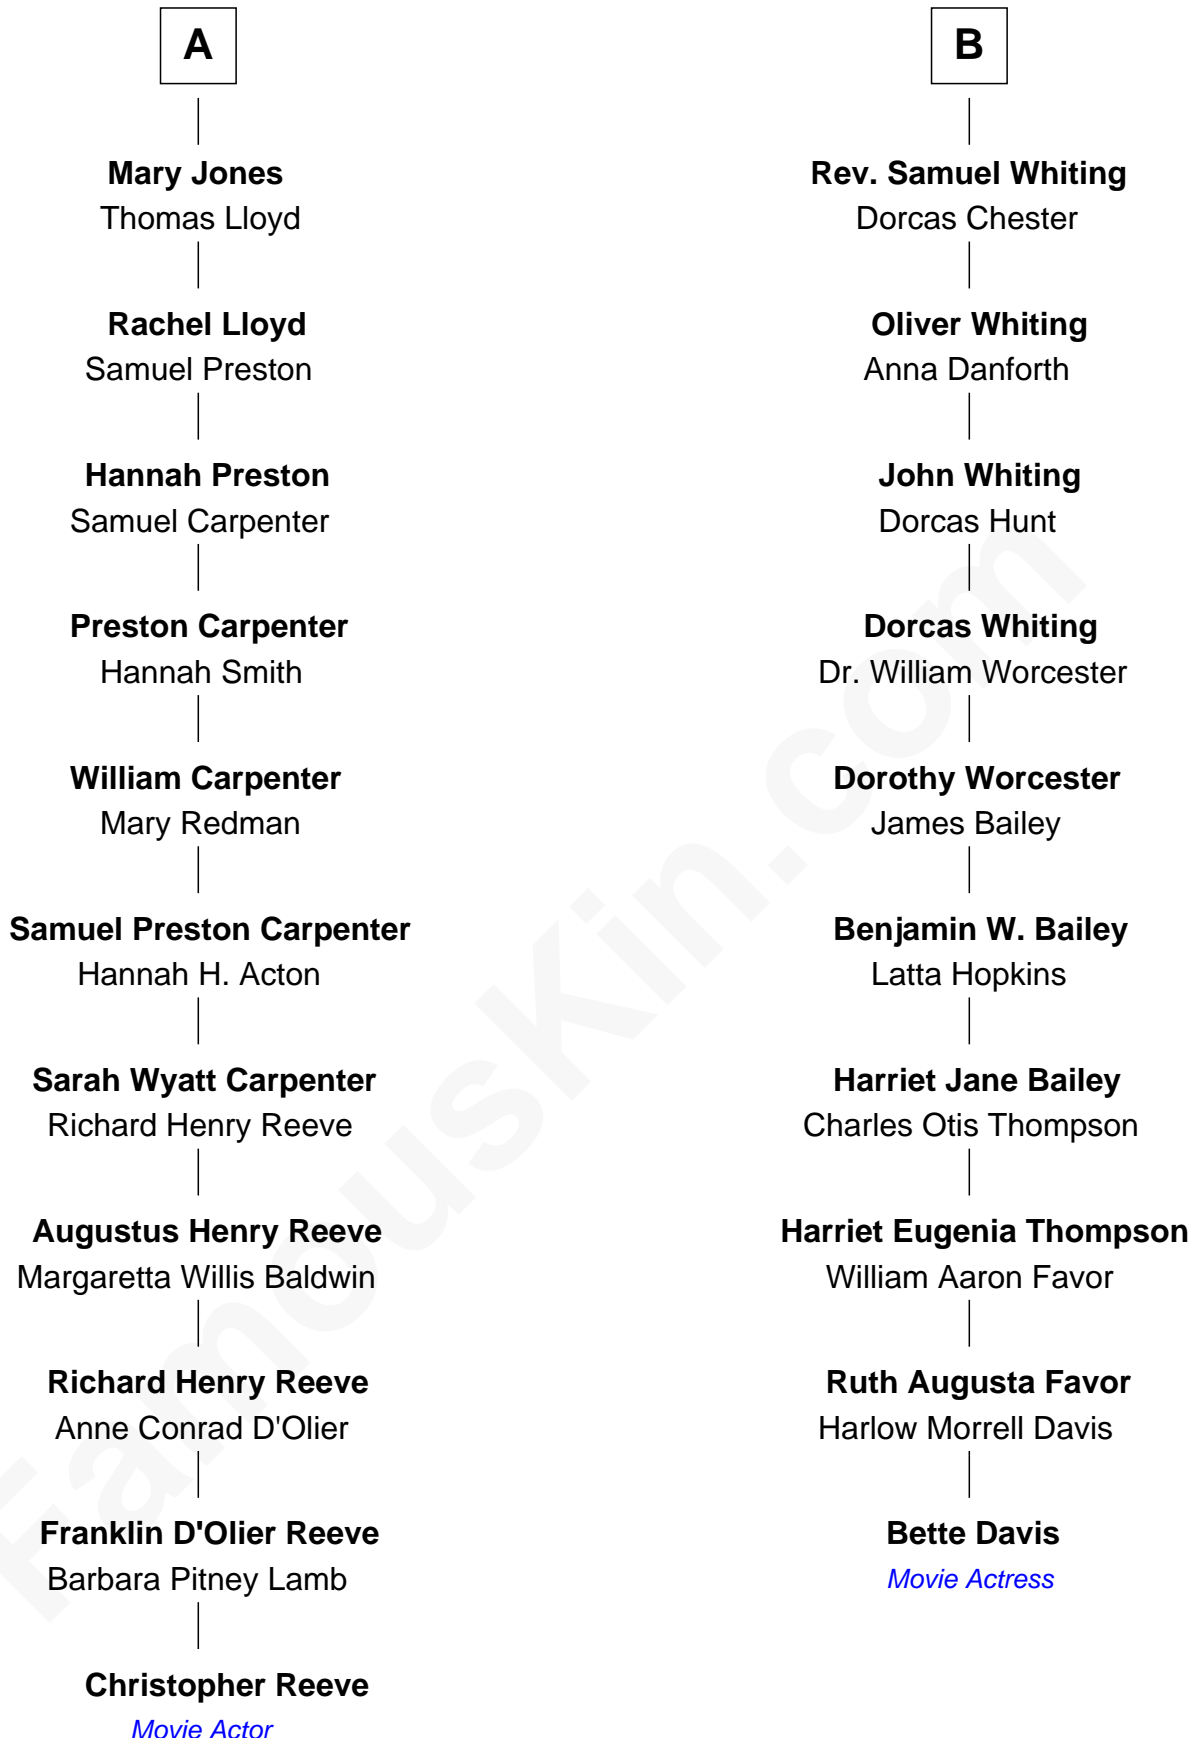 A
Mary Jones
Thomas Lloyd
Rachel Lloyd
Samuel Preston
Hannah Preston
Samuel Carpenter
Preston Carpenter
Hannah Smith
William Carpenter
Mary Redman
Samuel Preston Carpenter
Hannah H. Acton
Sarah Wyatt Carpenter
Richard Henry Reeve
Augustus Henry Reeve
Margaretta Willis Baldwin
Richard Henry Reeve
Anne Conrad D'Olier
Franklin D'Olier Reeve
Barbara Pitney Lamb
Christopher Reeve
Movie Actor
B
Rev. Samuel Whiting
Dorcas Chester
Oliver Whiting
Anna Danforth
John Whiting
Dorcas Hunt
Dorcas Whiting
Dr. William Worcester
Dorothy Worcester
James Bailey
Benjamin W. Bailey
Latta Hopkins
Harriet Jane Bailey
Charles Otis Thompson
Harriet Eugenia Thompson
William Aaron Favor
Ruth Augusta Favor
Harlow Morrell Davis
Bette Davis
Movie Actress
FamousKin.com